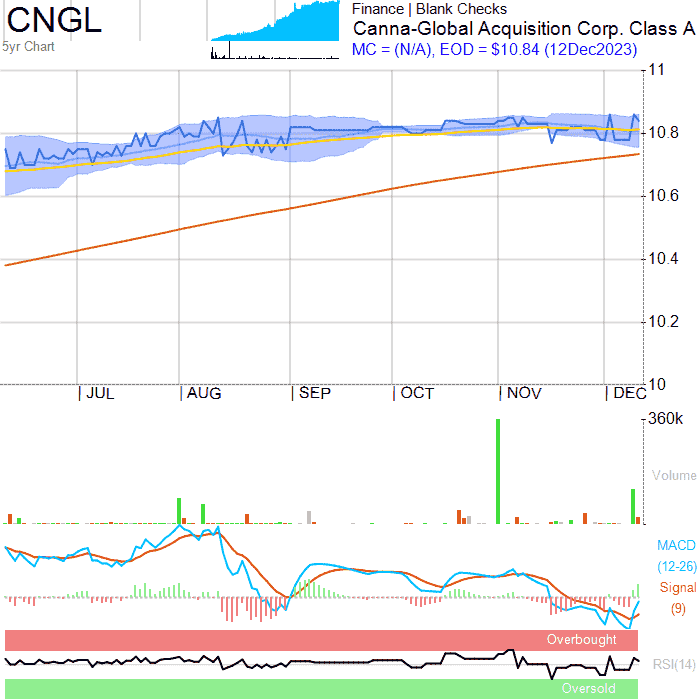 CNGL
5yr Chart
Finance | Blank Checks
Canna-Global Acquisition Corp. Class A
MC = (N/A), EOD = $10.84 (12Dec2023)
11
10.8
10.6
10.4
10.2
10
JUL
AUG
SEP
OCT
NOV
DEC
360k
Volume
MACD
(12-26)
Signal
(9)
Overbought
RSI(14)
Oversold